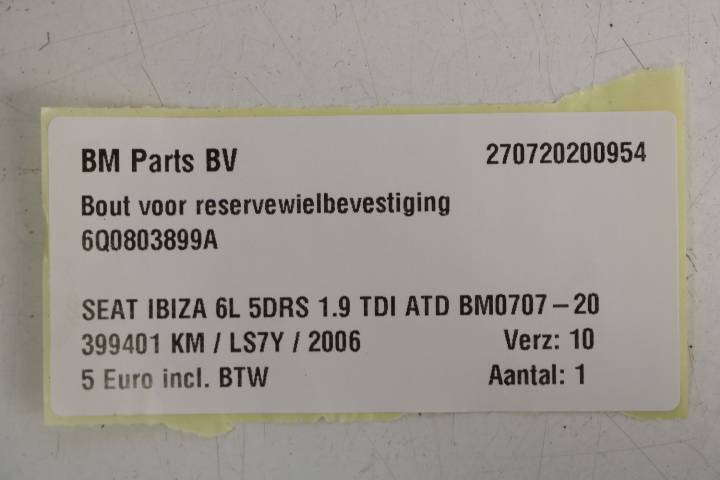 BM Parts BV 270720200954
Bout voor reservewielbevestiging
6Q0803899A
SEAT IBIZA 6L 5DRS 1.9 TDI ATD BM0707-20
399401 KM / LS7Y / 2006 Verz: 10
5 Euro incl. BTW Aantal: 1